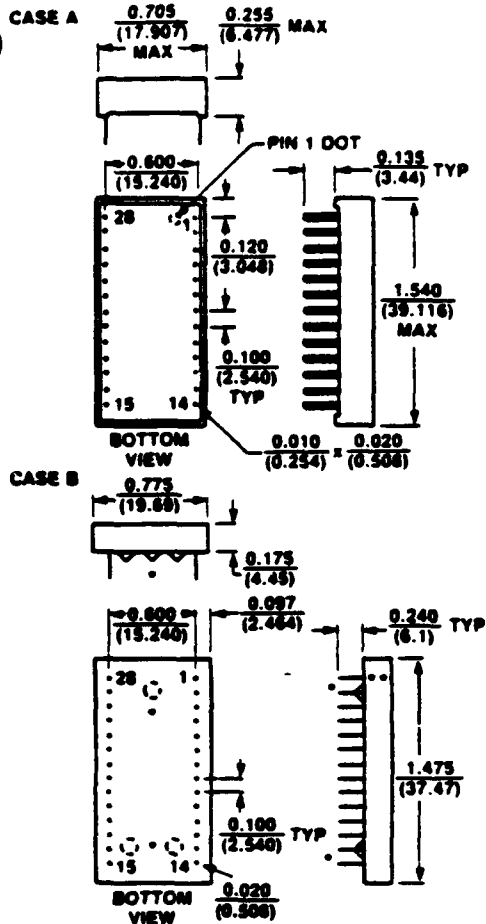 CASE A
0.705
(17.907)
MAX
0.255
(6.477) MAX
PIN 1 DOT
0.600
(15.240)
0.135
(3.44) TYP
28 1
0.120
(3.048)
1.540
(39.116)
MAX
0.100
(2.540)
TYP
15 14
BOTTOM
VIEW
0.010
(0.254) x 0.020
(0.508)
CASE B
0.775
(19.69)
0.175
(4.45)
0.600
(15.240)
0.097
(2.464)
0.240
(6.1) TYP
28 1
1.475
(37.47)
0.100
(2.540) TYP
15 14
BOTTOM
VIEW
0.020
(0.508)